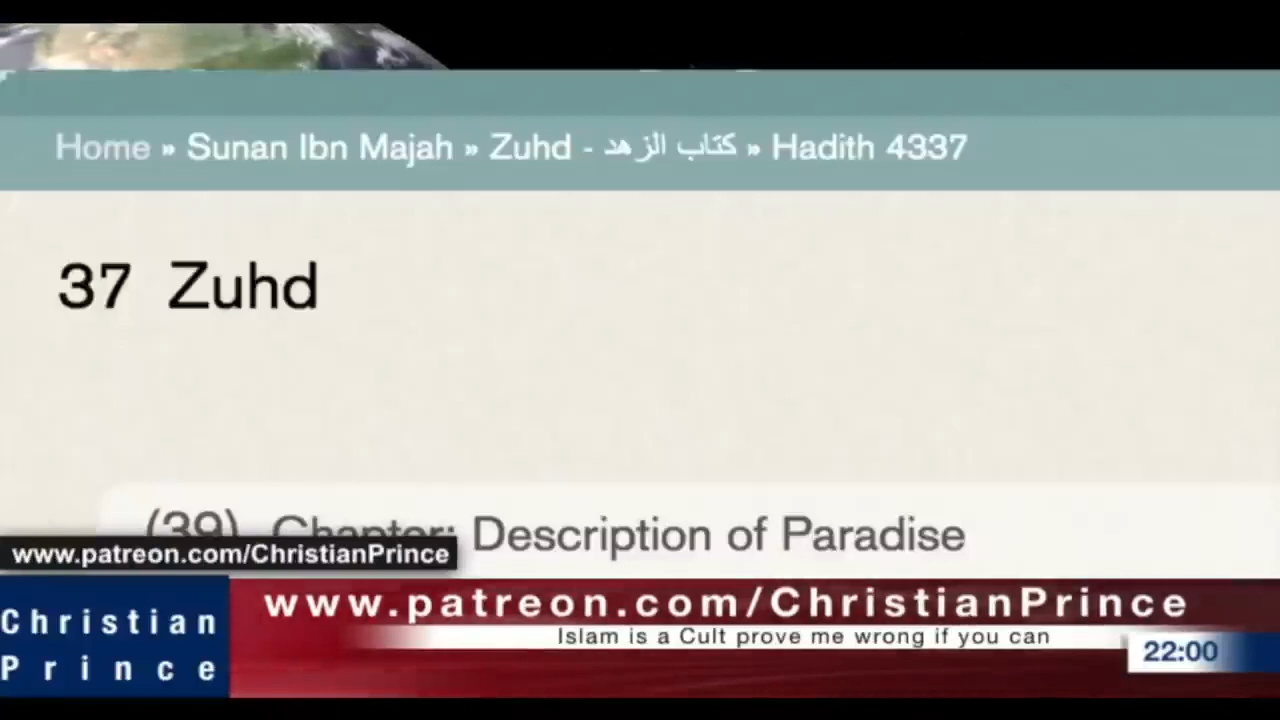 Home » Sunan Ibn Majah » Zuhd - كتاب الزهد » Hadith 4337
37 Zuhd
(39) Chapter: Description of Paradise
www.patreon.com/ChristianPrince
www.patreon.com/ChristianPrince
Islam is a Cult prove me wrong if you can
Christian
Prince
22:00